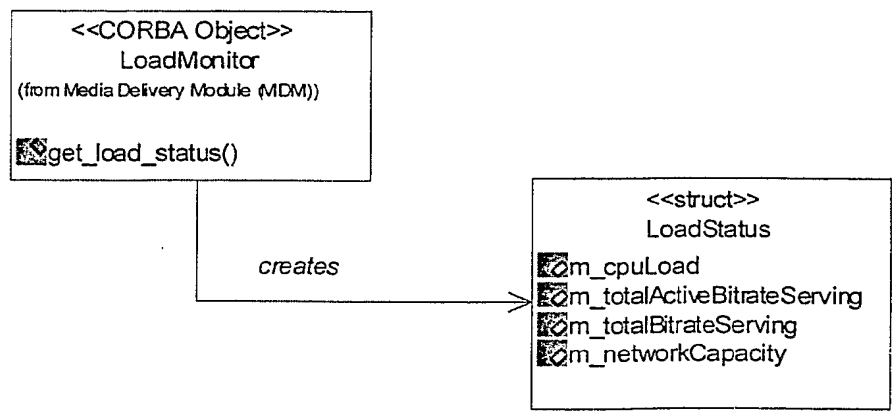 <<CORBA Object>>
LoadMonitor
(from Media Delivery Module (MDM))
get_load_status()
creates
<<struct>>
LoadStatus
m_cpuLoad
m_totalActiveBitrateServing
m_totalBitrateServing
m_networkCapacity